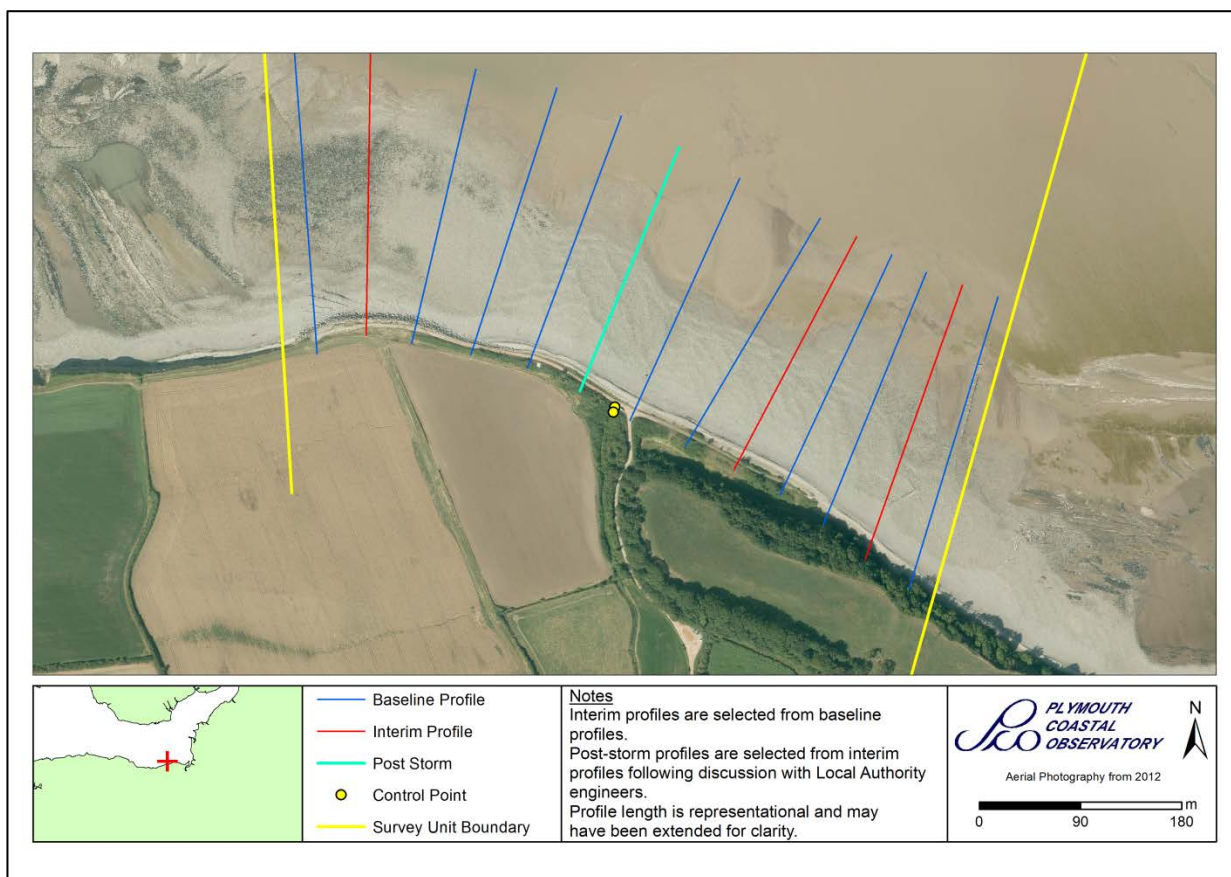 Baseline Profile
Interim Profile
Post Storm
Control Point
Survey Unit Boundary
Notes
Interim profiles are selected from baseline
profiles.
Post-storm profiles are selected from interim
profiles following discussion with Local Authority
engineers.
Profile length is representational and may
have been extended for clarity.
PLYMOUTH
COASTAL
OBSERVATORY
N
Aerial Photography from 2012
m
0 90 180